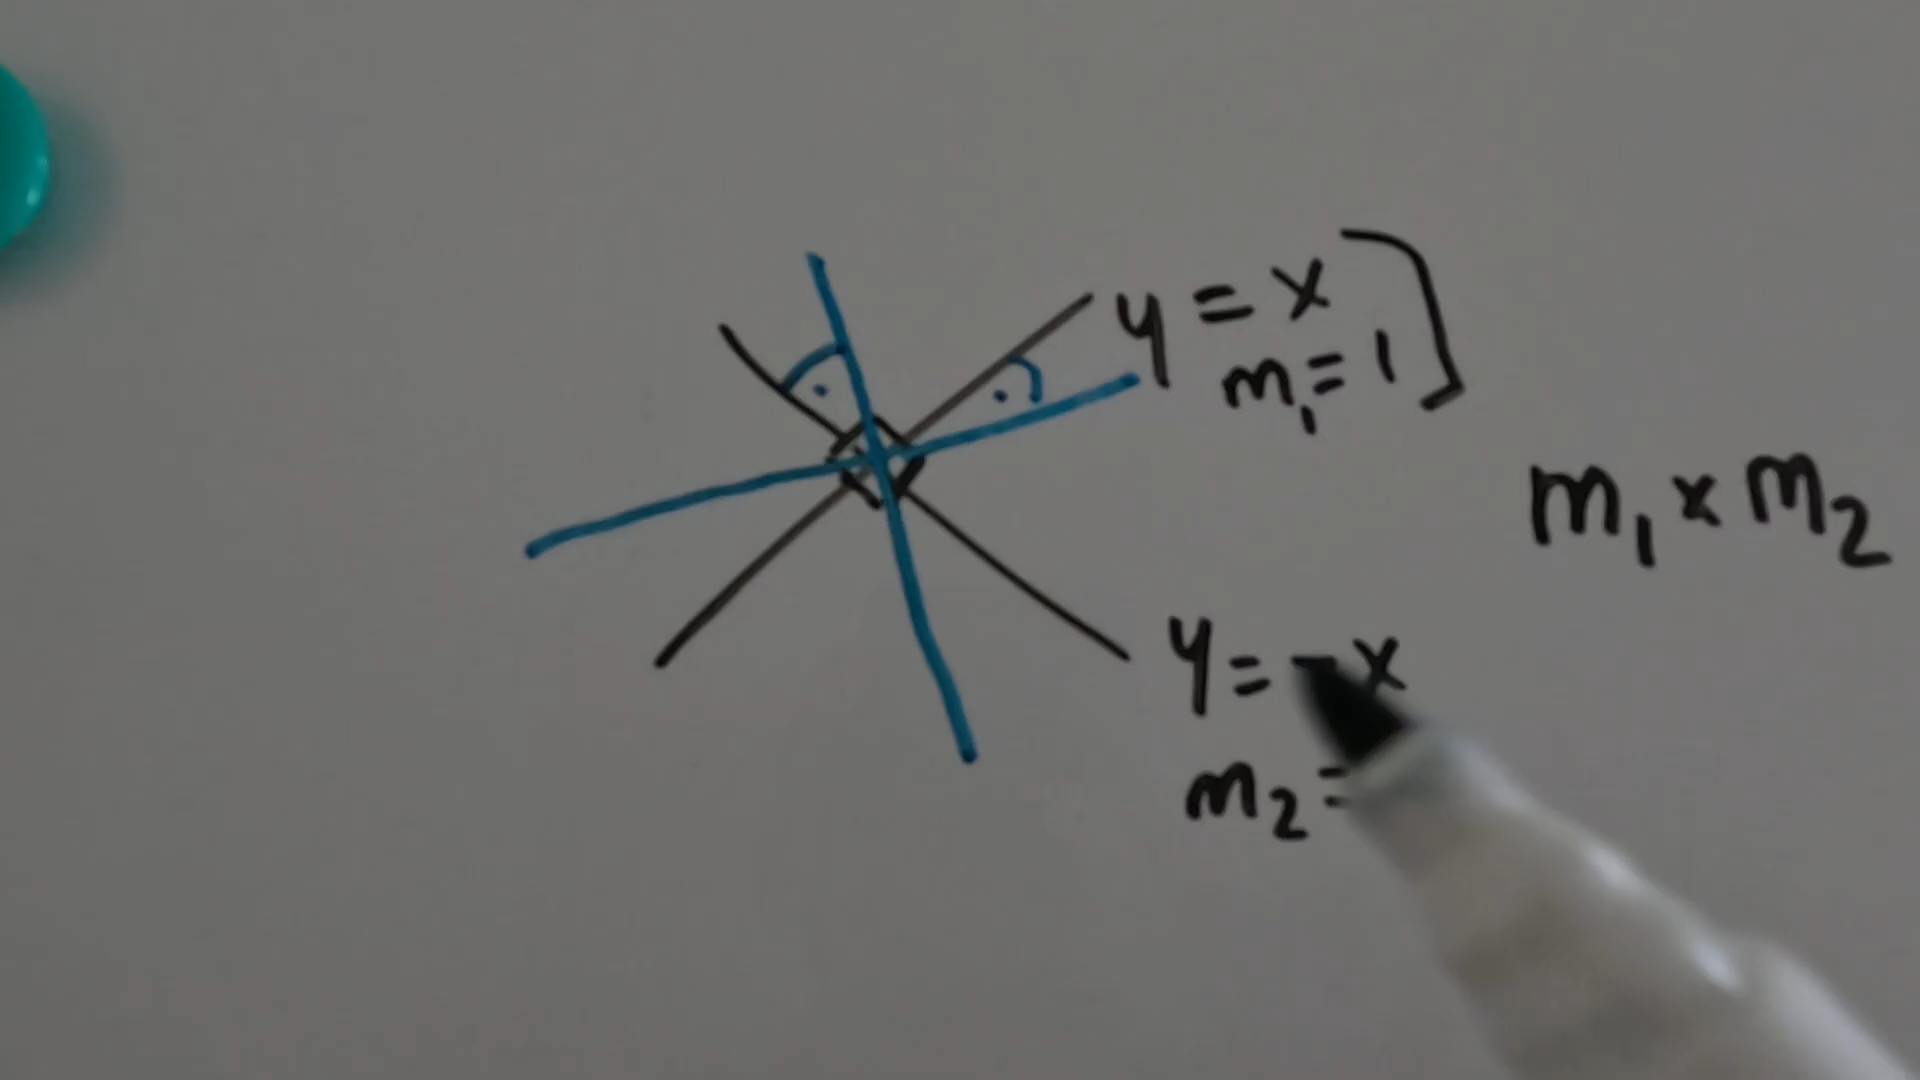 y = x
m₁ = 1
m₁ x m₂
y = - x
m₂ =